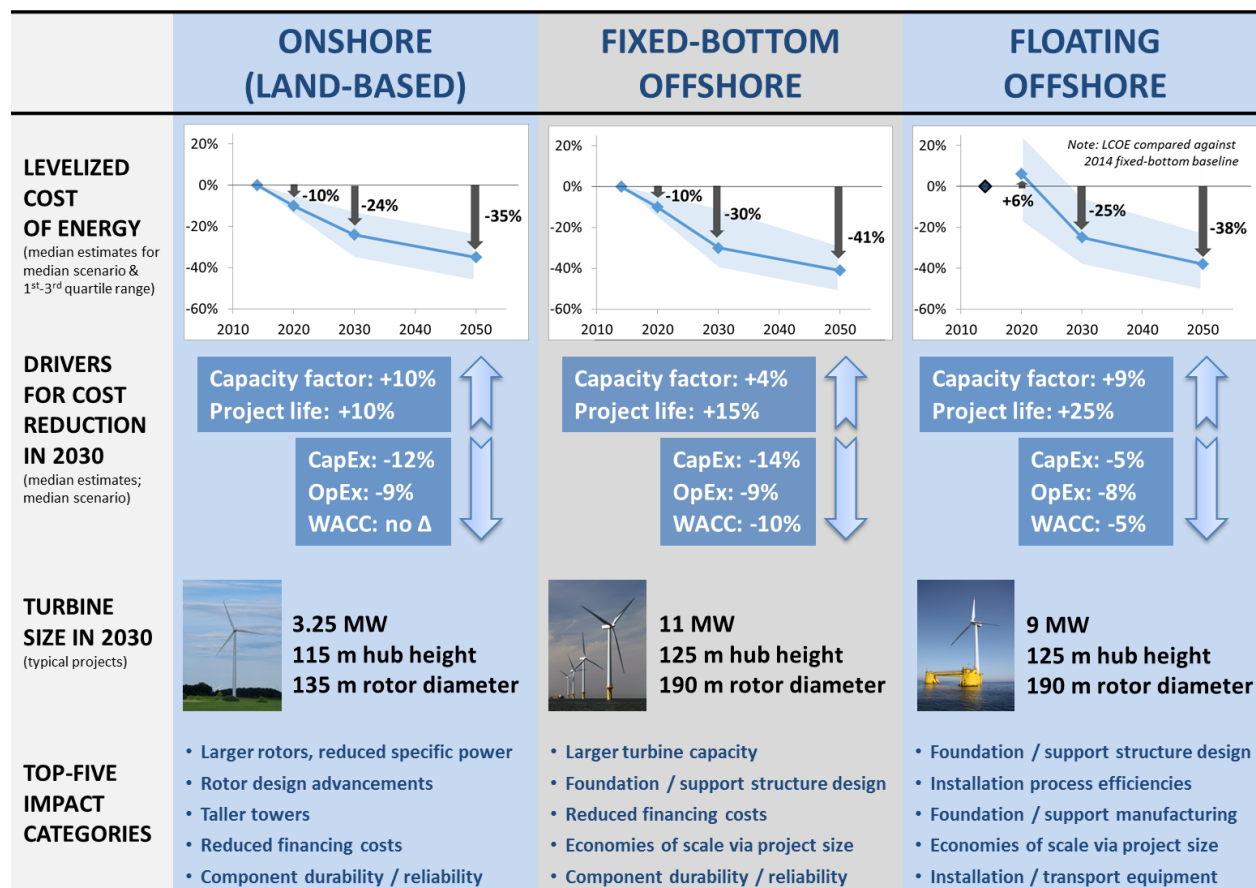 ONSHORE
(LAND-BASED)
FIXED-BOTTOM
OFFSHORE
FLOATING
OFFSHORE
LEVELIZED
COST
OF ENERGY
(median estimates for
median scenario &
1st-3rd quartile range)
20%
0%
-20%
-40%
-60%
-10%
-24%
-35%
2010
2020
2030
2040
2050
20%
0%
-20%
-40%
-60%
-10%
-30%
-41%
2010
2020
2030
2040
2050
Note: LCOE compared against
2014 fixed-bottom baseline
20%
0%
-20%
-40%
-60%
+6%
-25%
-38%
2010
2020
2030
2040
2050
DRIVERS
FOR COST
REDUCTION
IN 2030
(median estimates;
median scenario)
Capacity factor: +10%
Project life: +10%
CapEx: -12%
OpEx: -9%
WACC: no Δ
Capacity factor: +4%
Project life: +15%
CapEx: -14%
OpEx: -9%
WACC: -10%
Capacity factor: +9%
Project life: +25%
CapEx: -5%
OpEx: -8%
WACC: -5%
TURBINE
SIZE IN 2030
(typical projects)
3.25 MW
115 m hub height
135 m rotor diameter
11 MW
125 m hub height
190 m rotor diameter
9 MW
125 m hub height
190 m rotor diameter
TOP-FIVE
IMPACT
CATEGORIES
• Larger rotors, reduced specific power
• Rotor design advancements
• Taller towers
• Reduced financing costs
• Component durability / reliability
• Larger turbine capacity
• Foundation / support structure design
• Reduced financing costs
• Economies of scale via project size
• Component durability / reliability
• Foundation / support structure design
• Installation process efficiencies
• Foundation / support manufacturing
• Economies of scale via project size
• Installation / transport equipment